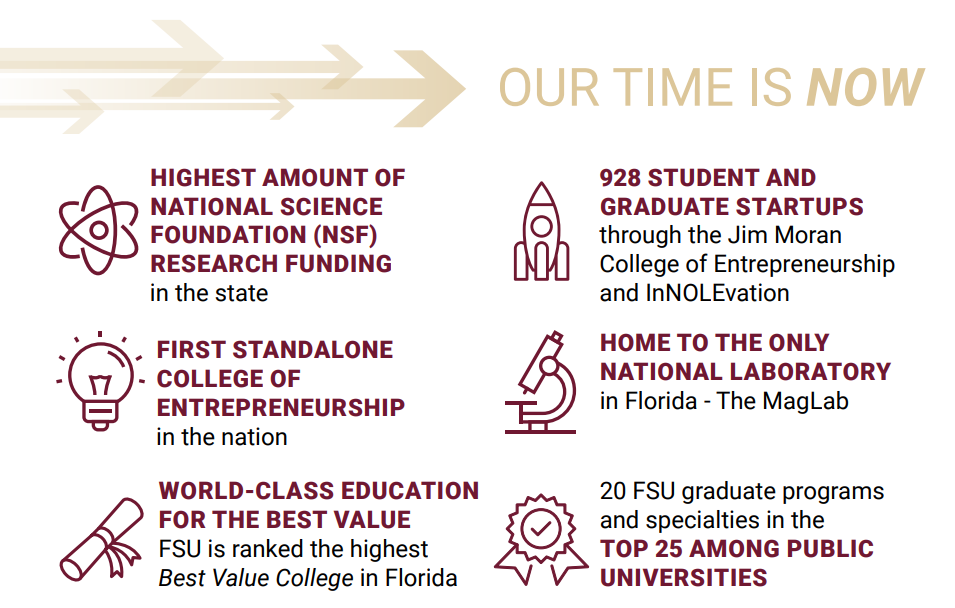 OUR TIME IS NOW
HIGHEST AMOUNT OF
NATIONAL SCIENCE
FOUNDATION (NSF)
RESEARCH FUNDING
in the state
928 STUDENT AND
GRADUATE STARTUPS
through the Jim Moran
College of Entrepreneurship
and InNOLEvation
FIRST STANDALONE
COLLEGE OF
ENTREPRENEURSHIP
in the nation
HOME TO THE ONLY
NATIONAL LABORATORY
in Florida - The MagLab
WORLD-CLASS EDUCATION
FOR THE BEST VALUE
FSU is ranked the highest
Best Value College in Florida
20 FSU graduate programs
and specialties in the
TOP 25 AMONG PUBLIC
UNIVERSITIES